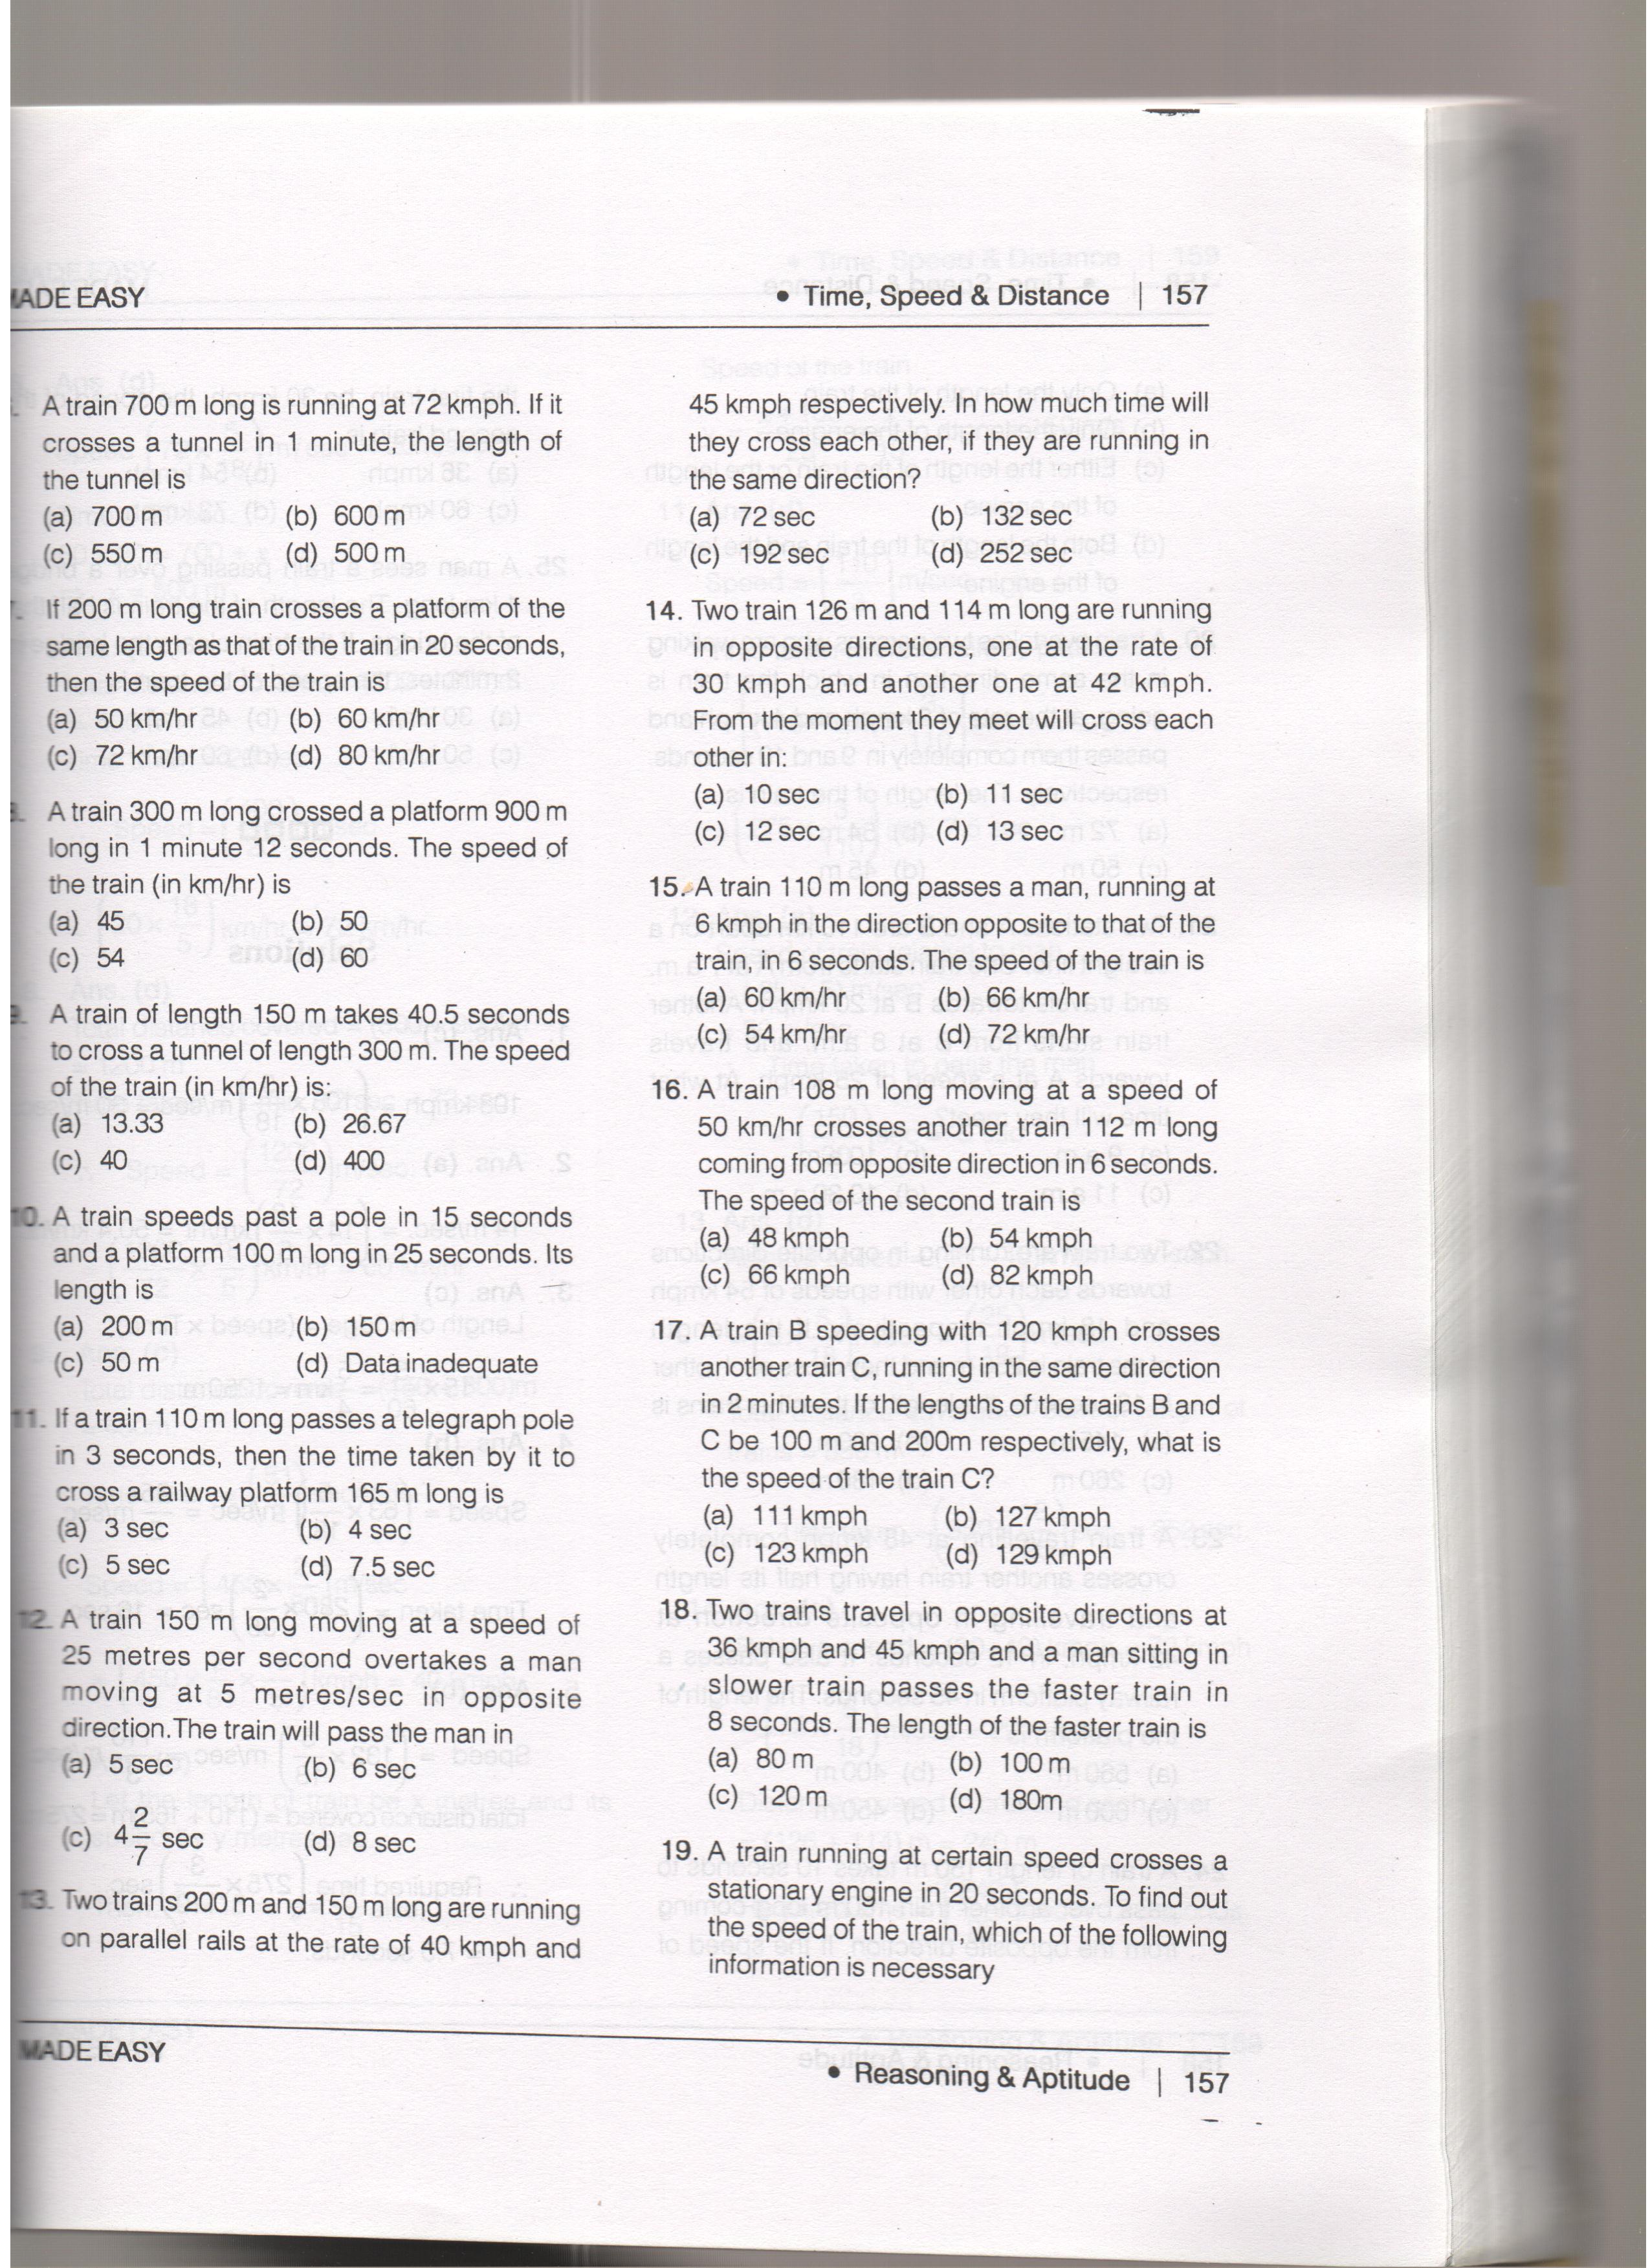 ADE EASY
• Time, Speed & Distance | 157
A train 700 m long is running at 72 kmph. If it
crosses a tunnel in 1 minute, the length of
the tunnel is
(a) 700 m (b) 600 m
(c) 550 m (d) 500 m
If 200 m long train crosses a platform of the
same length as that of the train in 20 seconds,
then the speed of the train is
(a) 50 km/hr (b) 60 km/hr
(c) 72 km/hr (d) 80 km/hr
A train 300 m long crossed a platform 900 m
long in 1 minute 12 seconds. The speed of
the train (in km/hr) is
(a) 45 (b) 50
(c) 54 (d) 60
A train of length 150 m takes 40.5 seconds
to cross a tunnel of length 300 m. The speed
of the train (in km/hr) is:
(a) 13.33 (b) 26.67
(c) 40 (d) 400
10. A train speeds past a pole in 15 seconds
and a platform 100 m long in 25 seconds. Its
length is
(a) 200 m (b) 150 m
(c) 50 m (d) Data inadequate
11. If a train 110 m long passes a telegraph pole
in 3 seconds, then the time taken by it to
cross a railway platform 165 m long is
(a) 3 sec (b) 4 sec
(c) 5 sec (d) 7.5 sec
12. A train 150 m long moving at a speed of
25 metres per second overtakes a man
moving at 5 metres/sec in opposite
direction.The train will pass the man in
(a) 5 sec (b) 6 sec
(c) 4 2/7 sec (d) 8 sec
13. Two trains 200 m and 150 m long are running
on parallel rails at the rate of 40 kmph and
45 kmph respectively. In how much time will
they cross each other, if they are running in
the same direction?
(a) 72 sec (b) 132 sec
(c) 192 sec (d) 252 sec
14. Two train 126 m and 114 m long are running
in opposite directions, one at the rate of
30 kmph and another one at 42 kmph.
From the moment they meet will cross each
other in:
(a) 10 sec (b) 11 sec
(c) 12 sec (d) 13 sec
15. A train 110 m long passes a man, running at
6 kmph in the direction opposite to that of the
train, in 6 seconds. The speed of the train is
(a) 60 km/hr (b) 66 km/hr
(c) 54 km/hr (d) 72 km/hr
16. A train 108 m long moving at a speed of
50 km/hr crosses another train 112 m long
coming from opposite direction in 6 seconds.
The speed of the second train is
(a) 48 kmph (b) 54 kmph
(c) 66 kmph (d) 82 kmph
17. A train B speeding with 120 kmph crosses
another train C, running in the same direction
in 2 minutes. If the lengths of the trains B and
C be 100 m and 200m respectively, what is
the speed of the train C?
(a) 111 kmph (b) 127 kmph
(c) 123 kmph (d) 129 kmph
18. Two trains travel in opposite directions at
36 kmph and 45 kmph and a man sitting in
slower train passes the faster train in
8 seconds. The length of the faster train is
(a) 80 m (b) 100 m
(c) 120 m (d) 180m
19. A train running at certain speed crosses a
stationary engine in 20 seconds. To find out
the speed of the train, which of the following
information is necessary
MADE EASY
• Reasoning & Aptitude | 157